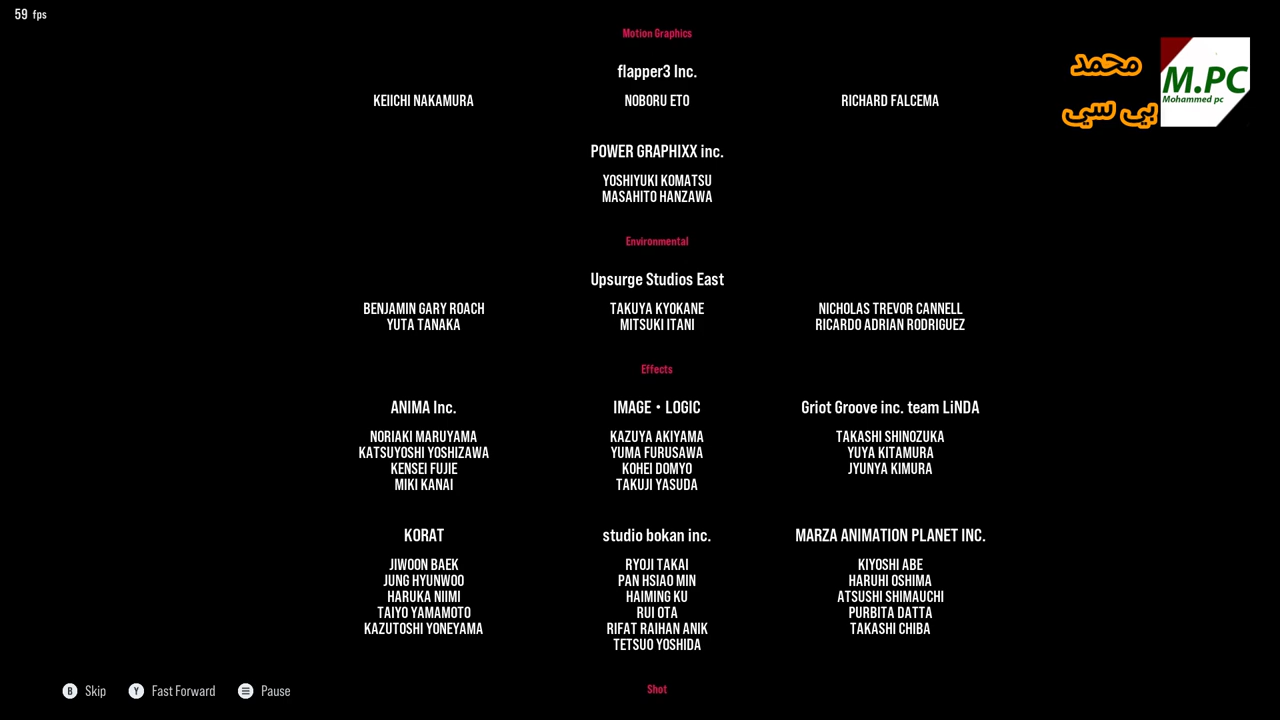 59 fps
Motion Graphics
flapper3 Inc.
KEIICHI NAKAMURA NOBORU ETO RICHARD FALCEMA
محمد
بي سي
M.PC
Mohammed pc
POWER GRAPHIXX inc.
YOSHIYUKI KOMATSU
MASAHITO HANZAWA
Environmental
Upsurge Studios East
BENJAMIN GARY ROACH TAKUYA KYOKANE NICHOLAS TREVOR CANNELL
YUTA TANAKA MITSUKI ITANI RICARDO ADRIAN RODRIGUEZ
Effects
ANIMA Inc. IMAGE・LOGIC Griot Groove inc. team LiNDA
NORIAKI MARUYAMA KAZUYA AKIYAMA TAKASHI SHINOZUKA
KATSUYOSHI YOSHIZAWA YUMA FURUSAWA YUYA KITAMURA
KENSEI FUJIE KOHEI DOMYO JYUNYA KIMURA
MIKI KANAI TAKUJI YASUDA
KORAT studio bokan inc. MARZA ANIMATION PLANET INC.
JIWOON BAEK RYOJI TAKAI KIYOSHI ABE
JUNG HYUNWOO PAN HSIAO MIN HARUHI OSHIMA
HARUKA NIIMI HAIMING KU ATSUSHI SHIMAUCHI
TAIYO YAMAMOTO RUI OTA PURBITA DATTA
KAZUTOSHI YONEYAMA RIFAT RAIHAN ANIK TAKASHI CHIBA
TETSUO YOSHIDA
Shot
B Skip Y Fast Forward Pause